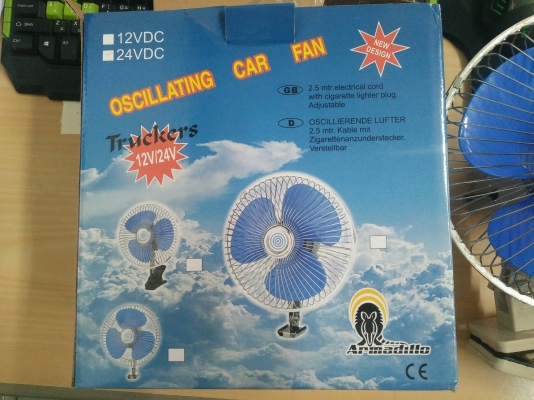 12VDC
24VDC
OSCILLATING CAR FAN
NEW
DESIGN
GB 2.5 mtr.electrical cord
with cigarette lighter plug.
Adjustable
D OSCILLIERENDE LUFTER
2.5 mtr. Kable mit
Zigarettenanzunderstecker.
Verstellbar
Truckers
12V/24V
Armadillo
CE